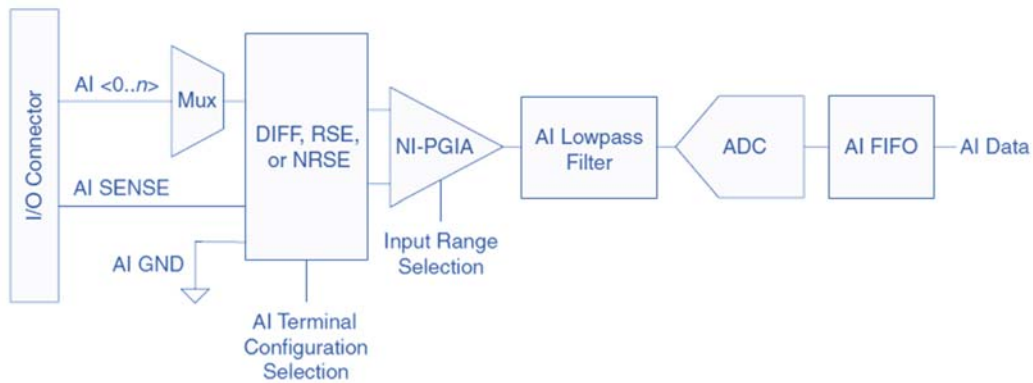 I/O Connector
AI <0..n>
Mux
AI SENSE
AI GND
DIFF, RSE,
or NRSE
AI Terminal
Configuration
Selection
NI-PGIA
Input Range
Selection
AI Lowpass
Filter
ADC
AI FIFO
AI Data